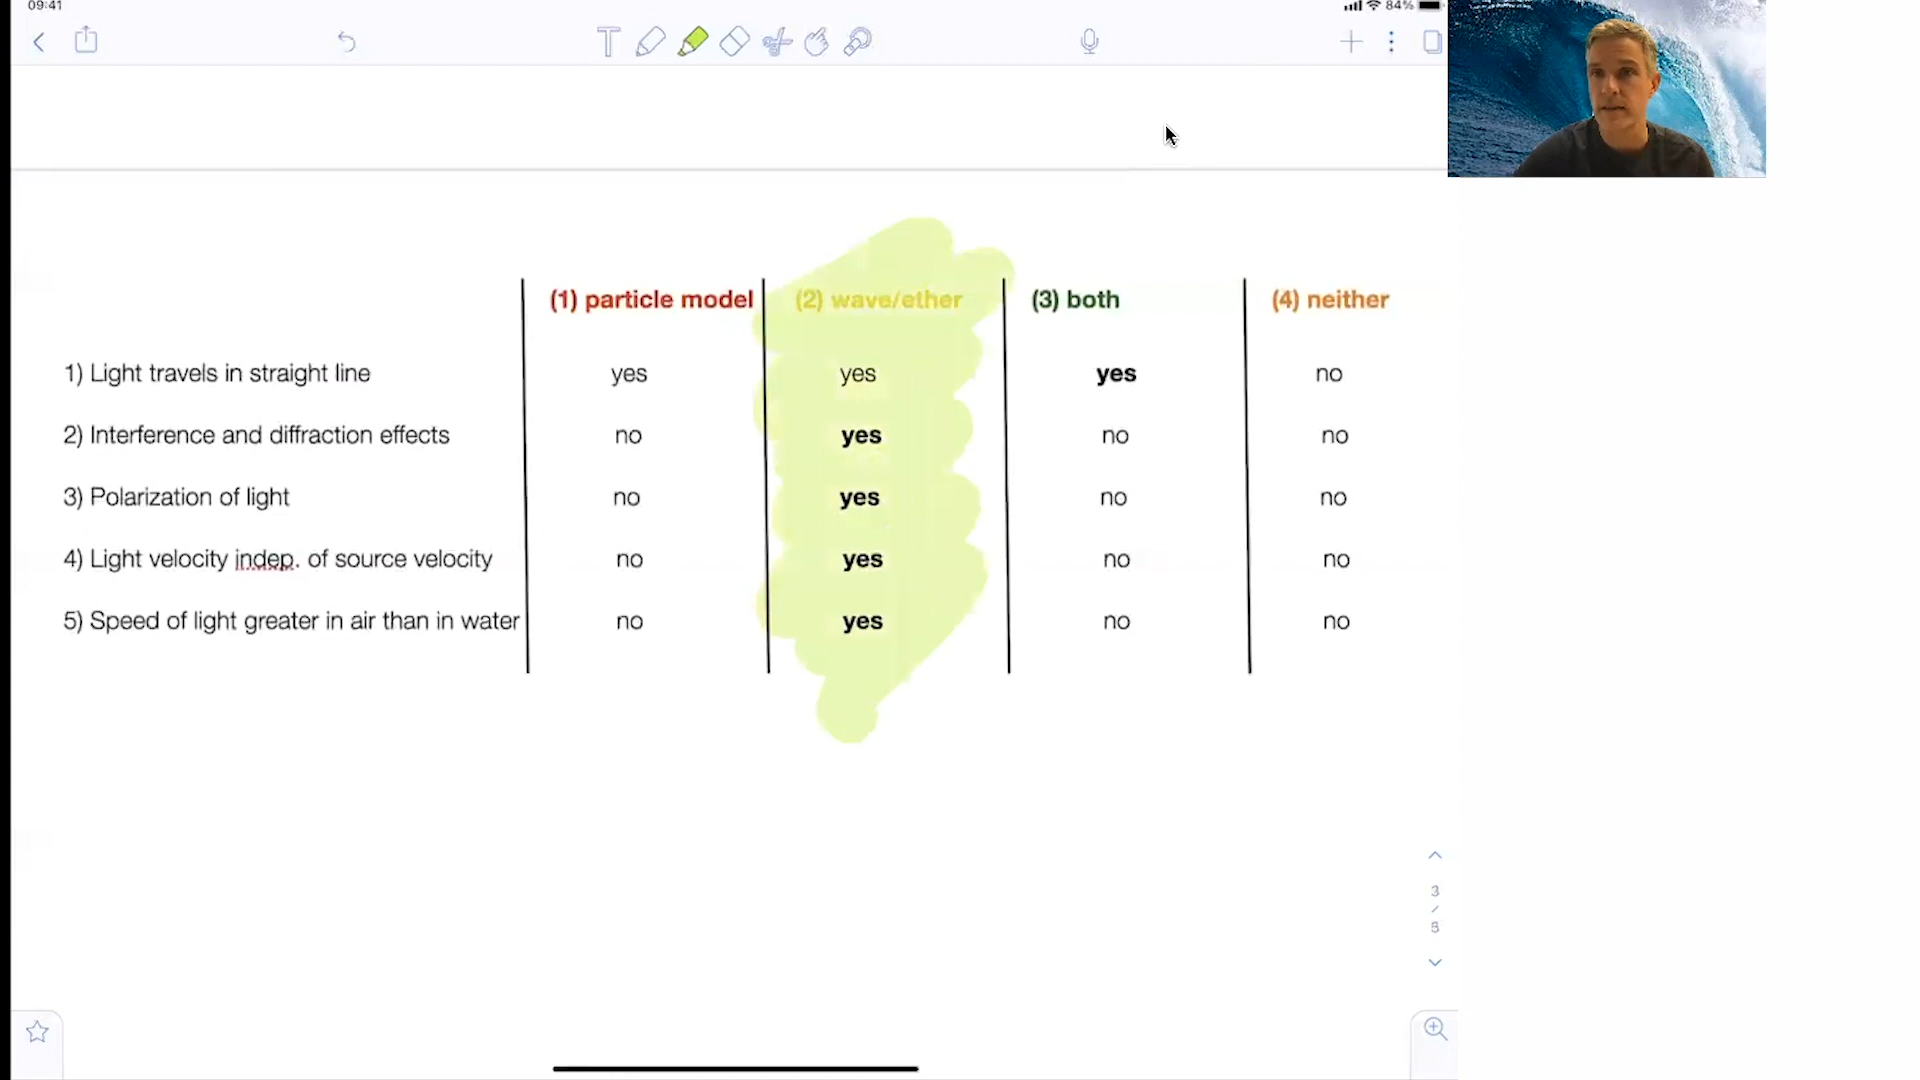 09:41
84%
(1) particle model (2) wave/ether (3) both (4) neither
1) Light travels in straight line yes yes yes no
2) Interference and diffraction effects no yes no no
3) Polarization of light no yes no no
4) Light velocity indep. of source velocity no yes no no
5) Speed of light greater in air than in water no yes no no
3
/
5